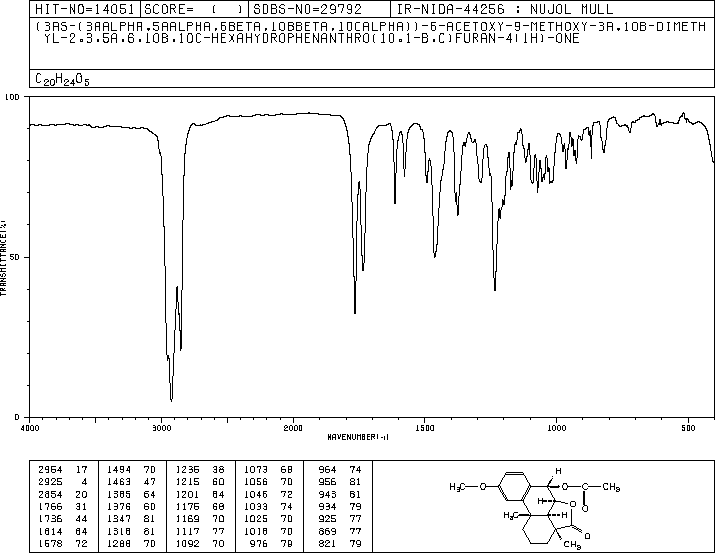 HIT-NO=14051 SCORE= ( ) SDBS-NO=29792 IR-NIDA-44256 : NUJOL MULL
(3AS-(3AALPHA,5AALPHA,6BETA,10BBETA,10CALPHA))-6-ACETOXY-9-METHOXY-3A,10B-DIMETH
YL-2,3,5A,6,10B,10C-HEXAHYDROPHENANTHRO(10,1-B,C)FURAN-4(1H)-ONE
C20H24O5
100
50
0
TRANSMITTANCE(%)
4000 3000 2000 1500 1000 500
WAVENUMBER(-1)
2954 17 1494 70 1236 38 1073 68 964 74
2925 4 1463 47 1215 60 1056 70 956 81
2854 20 1385 64 1201 64 1046 72 943 81
1766 31 1376 60 1175 68 1033 74 934 79
1736 44 1347 81 1169 70 1025 70 925 77
1614 64 1318 81 1117 77 1018 70 869 77
1578 72 1288 70 1092 70 976 79 821 79
H
H3C O O C CH3
H O O
H3C H O
CH3